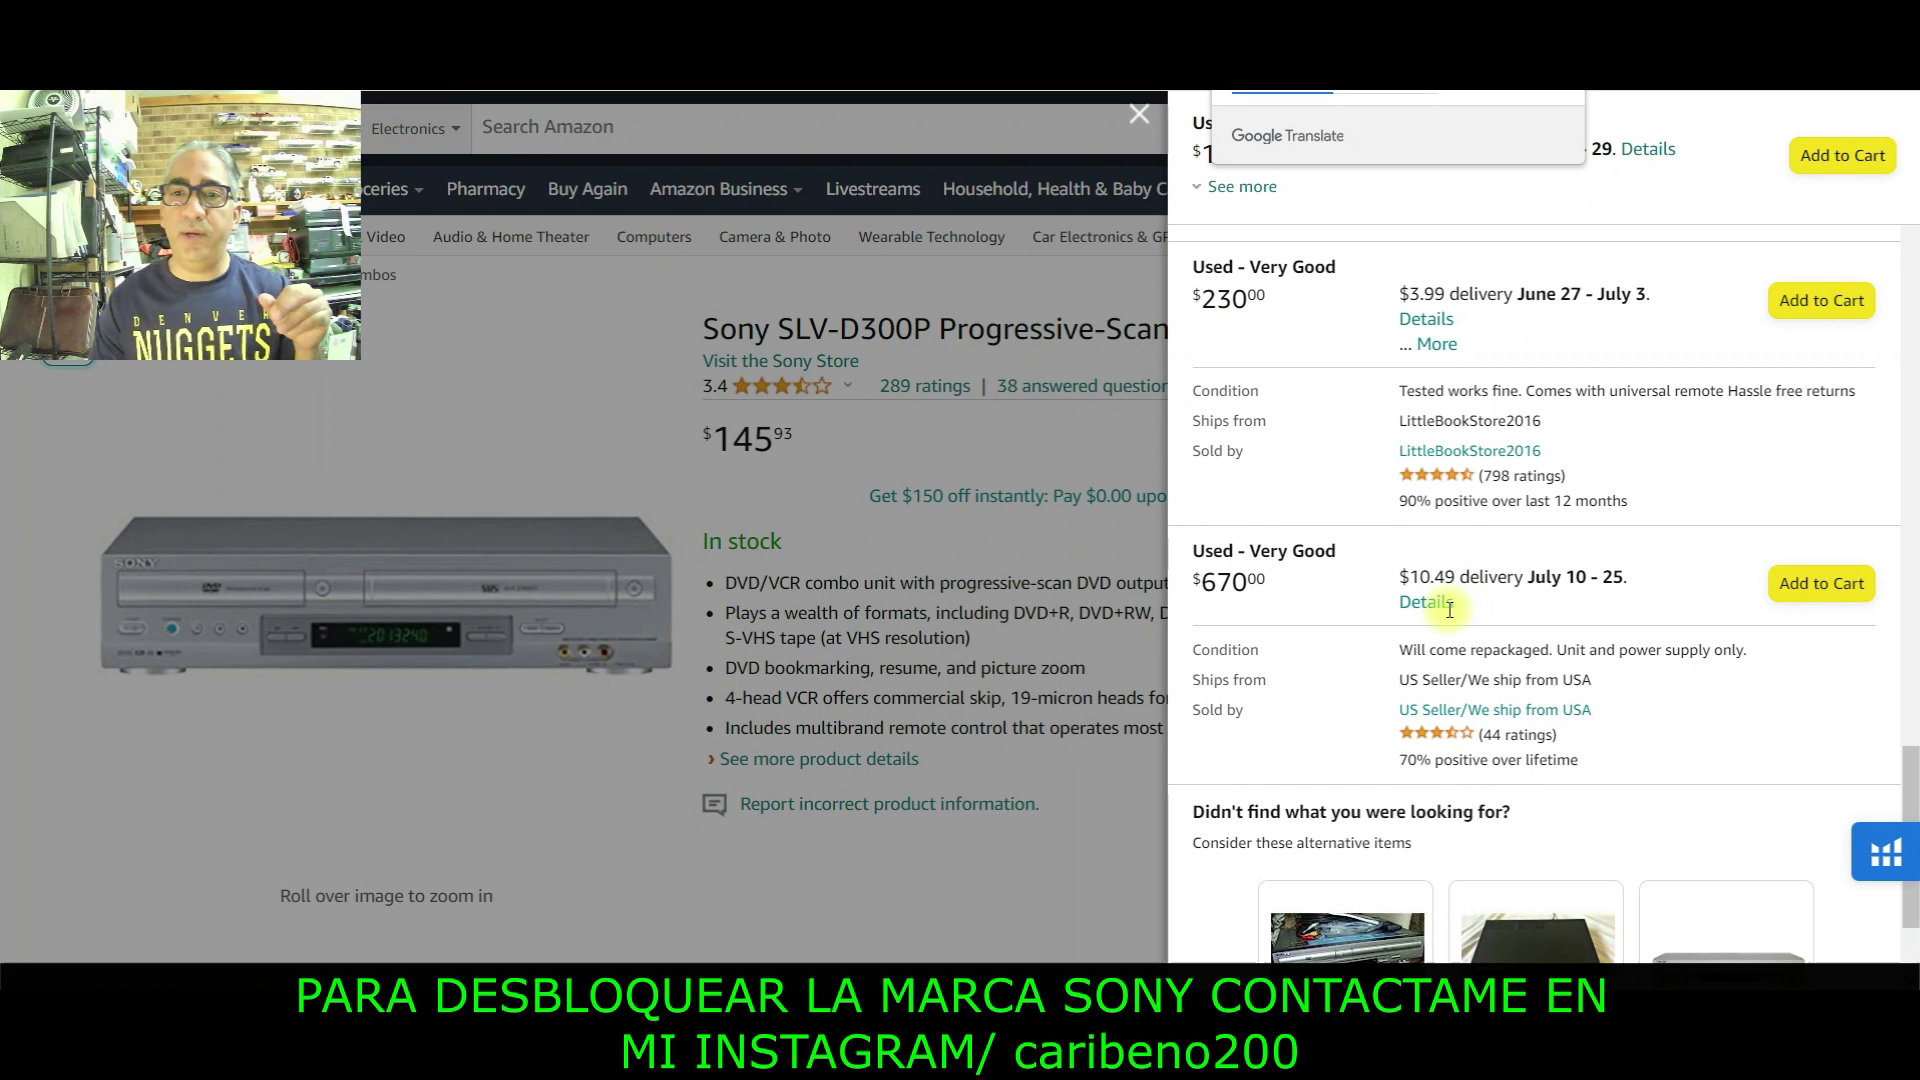 Electronics
Search Amazon
ceries
Pharmacy
Buy Again
Amazon Business
Livestreams
Household, Health & Baby C
Video
Audio & Home Theater
Computers
Camera & Photo
Wearable Technology
Car Electronics & GP
mbos
DENVER
NUGGETS
Sony SLV-D300P Progressive-Scan
Visit the Sony Store
3.4
289 ratings | 38 answered question
$145.93
Get $150 off instantly: Pay $0.00 upo
In stock
• DVD/VCR combo unit with progressive-scan DVD output
• Plays a wealth of formats, including DVD+R, DVD+RW, D
S-VHS tape (at VHS resolution)
• DVD bookmarking, resume, and picture zoom
• 4-head VCR offers commercial skip, 19-micron heads fo
• Includes multibrand remote control that operates most
› See more product details
Report incorrect product information.
SONY
Roll over image to zoom in
Us
$1
Google Translate
29. Details
Add to Cart
See more
Used - Very Good
$230.00
$3.99 delivery June 27 - July 3.
Details
... More
Add to Cart
Condition
Tested works fine. Comes with universal remote Hassle free returns
Ships from
LittleBookStore2016
Sold by
LittleBookStore2016
(798 ratings)
90% positive over last 12 months
Used - Very Good
$670.00
$10.49 delivery July 10 - 25.
Details
Add to Cart
Condition
Will come repackaged. Unit and power supply only.
Ships from
US Seller/We ship from USA
Sold by
US Seller/We ship from USA
(44 ratings)
70% positive over lifetime
Didn't find what you were looking for?
Consider these alternative items
PARA DESBLOQUEAR LA MARCA SONY CONTACTAME EN
MI INSTAGRAM/ caribeno200